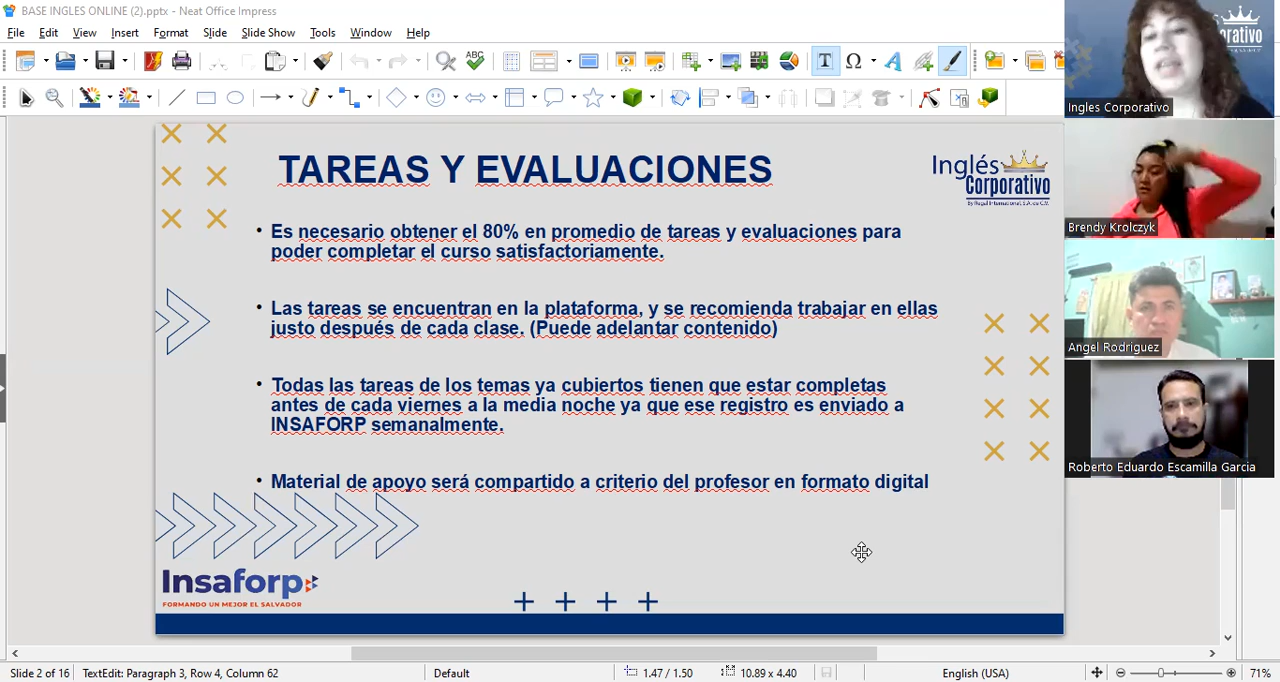 BASE INGLES ONLINE (2).pptx - Neat Office Impress
File Edit View Insert Format Slide Slide Show Tools Window Help
TAREAS Y EVALUACIONES
Inglés
Corporativo
By Regal International, S.A. de C.V.
• Es necesario obtener el 80% en promedio de tareas y evaluaciones para
poder completar el curso satisfactoriamente.
• Las tareas se encuentran en la plataforma, y se recomienda trabajar en ellas
justo después de cada clase. (Puede adelantar contenido)
• Todas las tareas de los temas ya cubiertos tienen que estar completas
antes de cada viernes a la media noche ya que ese registro es enviado a
INSAFORP semanalmente.
• Material de apoyo será compartido a criterio del profesor en formato digital
Insaforp
FORMANDO UN MEJOR EL SALVADOR
Ingles Corporativo
Brendy Krolczyk
Angel Rodriguez
Roberto Eduardo Escamilla Garcia
Slide 2 of 16 TextEdit: Paragraph 3, Row 4, Column 62 Default 1.47 / 1.50 10.89 x 4.40 English (USA) 71%